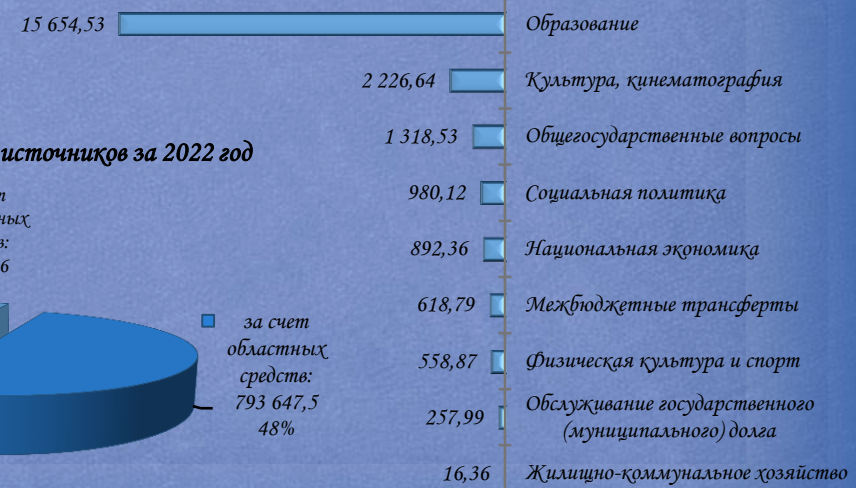 15 654,53 Образование
2 226,64 Культура, кинематография
1 318,53 Общегосударственные вопросы
источников за 2022 год
980,12 Социальная политика
892,36 Национальная экономика
618,79 Межбюджетные трансферты
за счет
областных
средств:
793 647,5
48%
558,87 Физическая культура и спорт
257,99 Обслуживание государственного
(муниципального) долга
16,36 Жилищно-коммунальное хозяйство